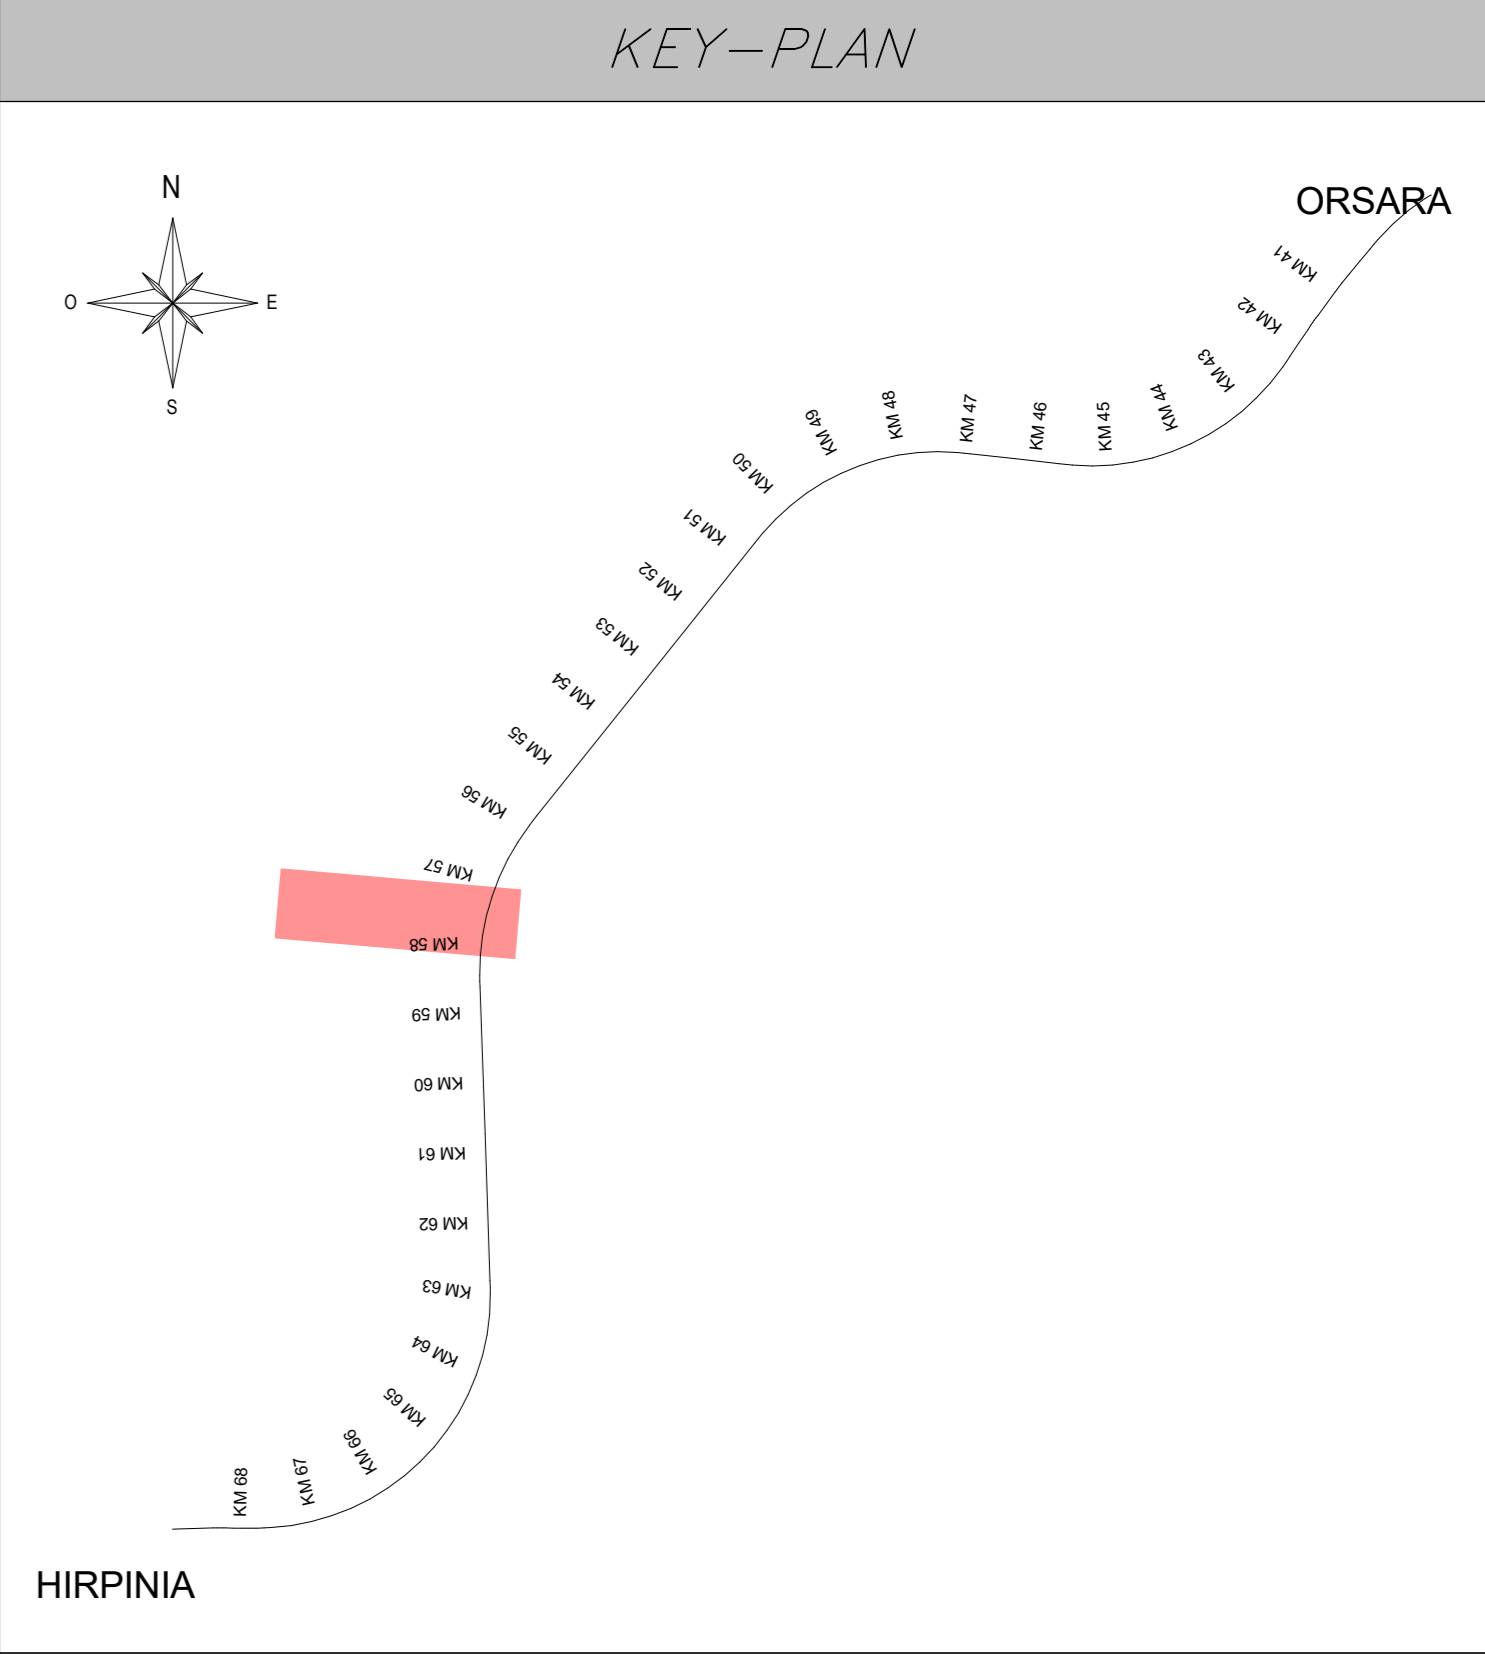 KEY-PLAN
N
O
E
S
ORSARA
KM 41
KM 42
KM 43
KM 44
KM 45
KM 46
KM 47
KM 48
KM 49
KM 50
KM 51
KM 52
KM 53
KM 54
KM 55
KM 56
KM 57
KM 58
KM 59
KM 60
KM 61
KM 62
KM 63
KM 64
KM 65
KM 66
KM 67
KM 68
HIRPINIA